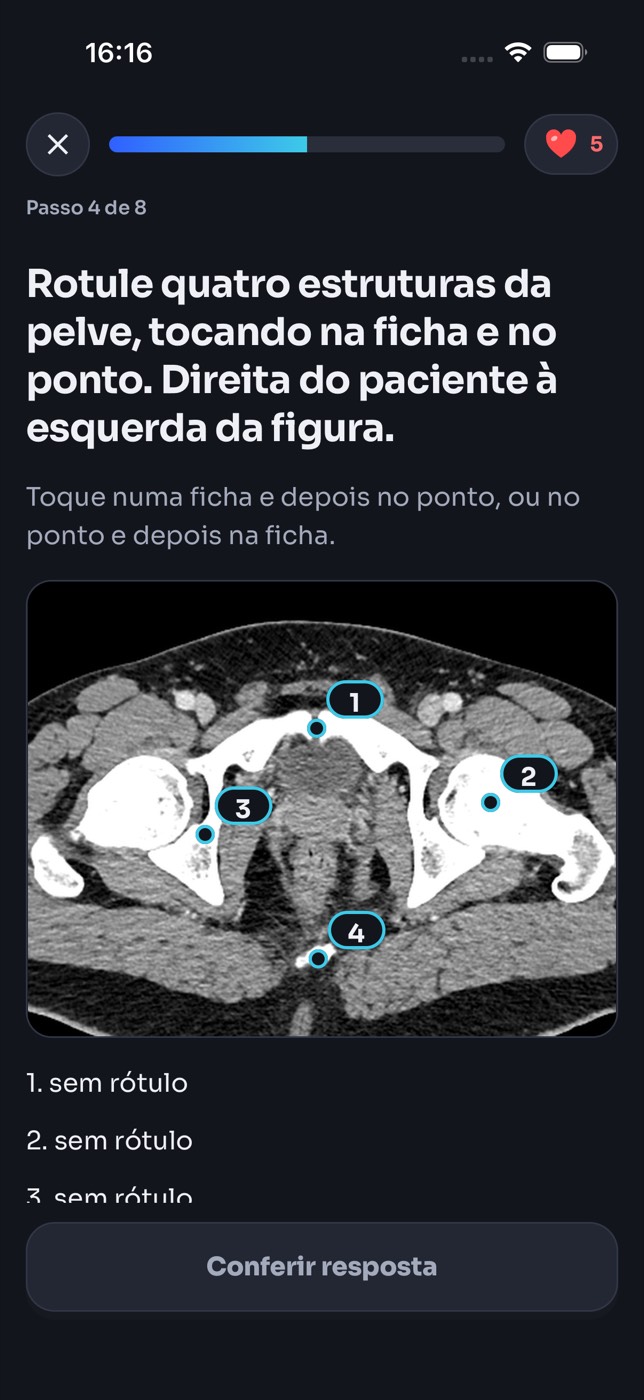 16:16
5
Passo 4 de 8
Rotule quatro estruturas da
pelve, tocando na ficha e no
ponto. Direita do paciente à
esquerda da figura.
Toque numa ficha e depois no ponto, ou no
ponto e depois na ficha.
1
2
3
4
1. sem rótulo
2. sem rótulo
3. sem rótulo
Conferir resposta